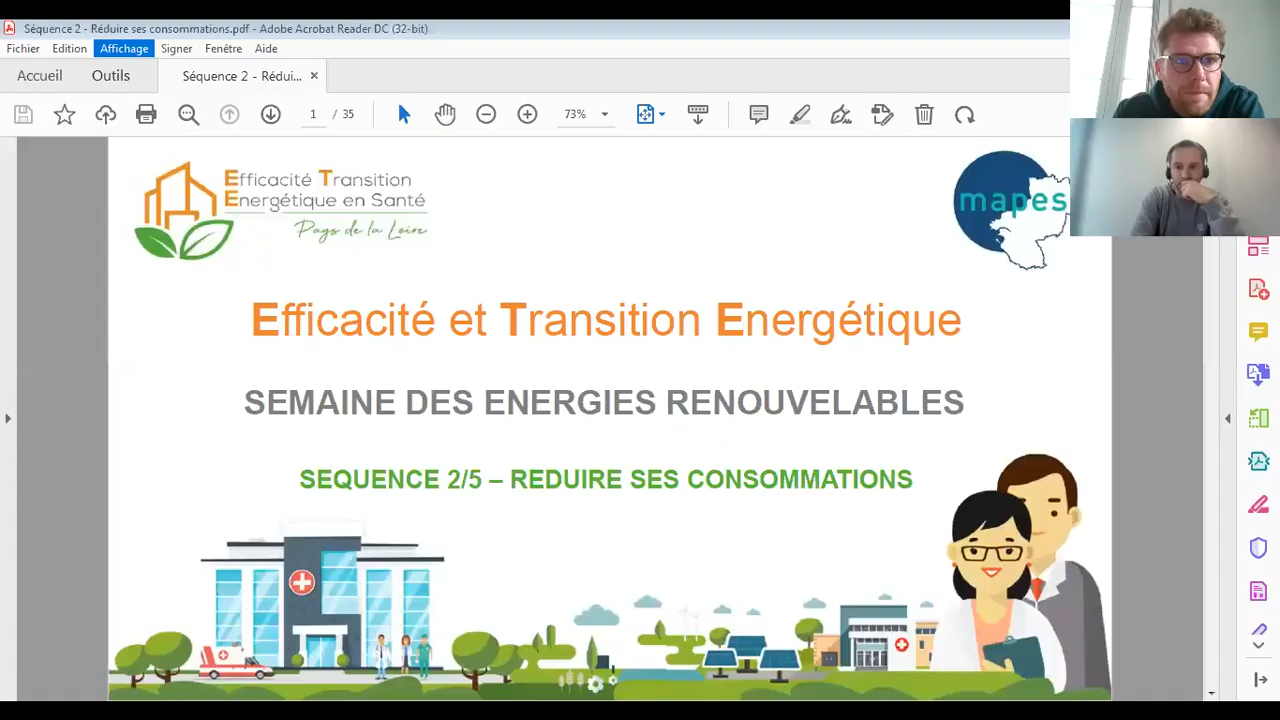 Séquence 2 - Réduire ses consommations.pdf - Adobe Acrobat Reader DC (32-bit)
Fichier Edition Affichage Signer Fenêtre Aide
Accueil Outils Séquence 2 - Rédui... ×
1 / 35 73%
Efficacité Transition
Energétique en Santé
Pays de la Loire
mapes
Efficacité et Transition Energétique
SEMAINE DES ENERGIES RENOUVELABLES
SEQUENCE 2/5 – REDUIRE SES CONSOMMATIONS